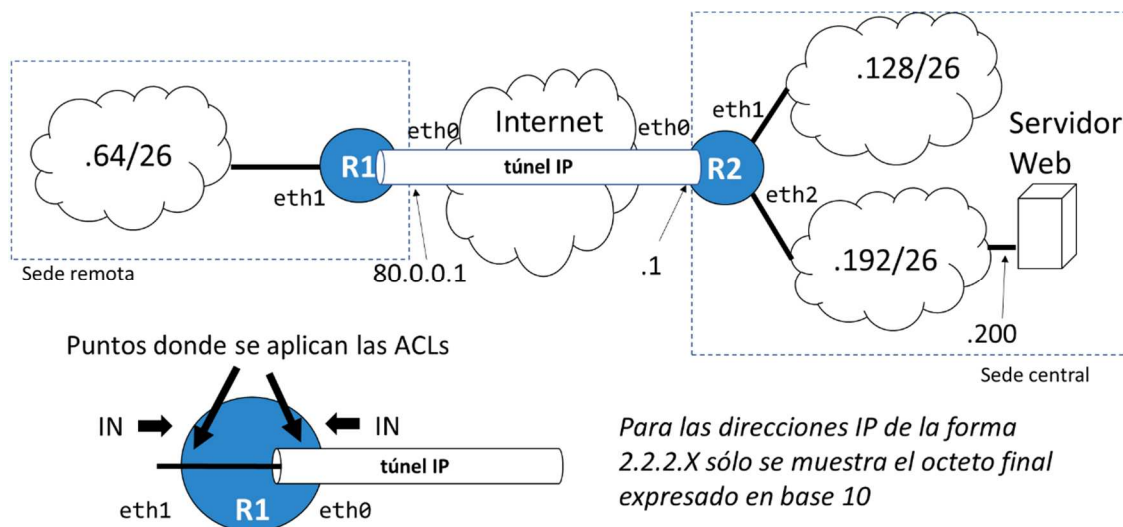 .128/26
eth1
eth0
Internet
eth0
Servidor
Web
.64/26
R1
túnel IP
R2
eth1
eth2
.192/26
80.0.0.1
.1
Sede remota
.200
Sede central
Puntos donde se aplican las ACLs
IN
IN
túnel IP
eth1
R1
eth0
Para las direcciones IP de la forma
2.2.2.X sólo se muestra el octeto final
expresado en base 10